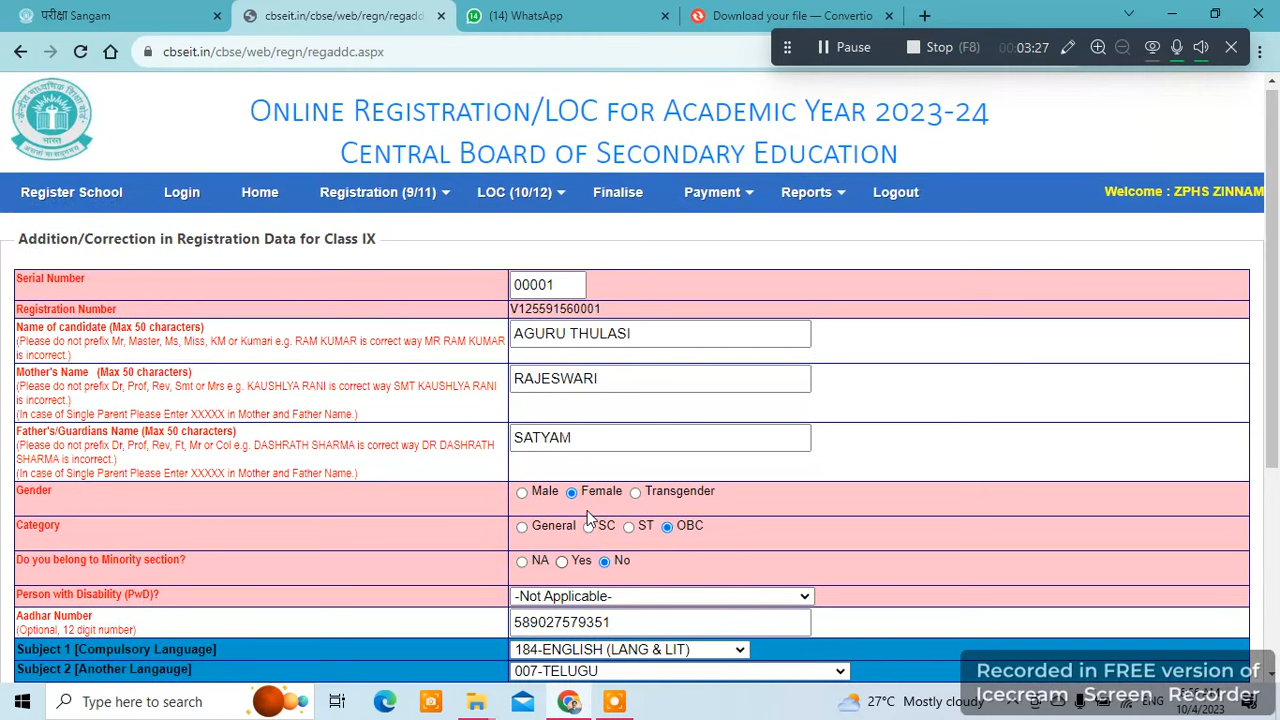 परीक्षा Sangam
cbseit.in/cbse/web/regn/regadd
(14) WhatsApp
Download your file — Convertio
cbseit.in/cbse/web/regn/regaddc.aspx
Pause
Stop (F8)
00:03:27
Online Registration/LOC for Academic Year 2023-24
Central Board of Secondary Education
Register School
Login
Home
Registration (9/11)
LOC (10/12)
Finalise
Payment
Reports
Logout
Welcome : ZPHS ZINNAM
Addition/Correction in Registration Data for Class IX
Serial Number
00001
Registration Number
V125591560001
Name of candidate (Max 50 characters)
(Please do not prefix Mr, Master, Ms, Miss, KM or Kumari e.g. RAM KUMAR is correct way MR RAM KUMAR
is incorrect.)
AGURU THULASI
Mother's Name (Max 50 characters)
(Please do not prefix Dr, Prof, Rev, Smt or Mrs e.g. KAUSHLYA RANI is correct way SMT KAUSHLYA RANI
is incorrect.)
(In case of Single Parent Please Enter XXXXX in Mother and Father Name.)
RAJESWARI
Father's/Guardians Name (Max 50 characters)
(Please do not prefix Dr, Prof, Rev, Ft, Mr or Col e.g. DASHRATH SHARMA is correct way DR DASHRATH
SHARMA is incorrect.)
(In case of Single Parent Please Enter XXXXX in Mother and Father Name.)
SATYAM
Gender
Male Female Transgender
Category
General SC ST OBC
Do you belong to Minority section?
NA Yes No
Person with Disability (PwD)?
-Not Applicable-
Aadhar Number
(Optional, 12 digit number)
589027579351
Subject 1 [Compulsory Language]
184-ENGLISH (LANG & LIT)
Subject 2 [Another Langauge]
007-TELUGU
Recorded in FREE version of
Icecream Screen Recorder
Type here to search
27°C Mostly cloudy
ENG
10/4/2023